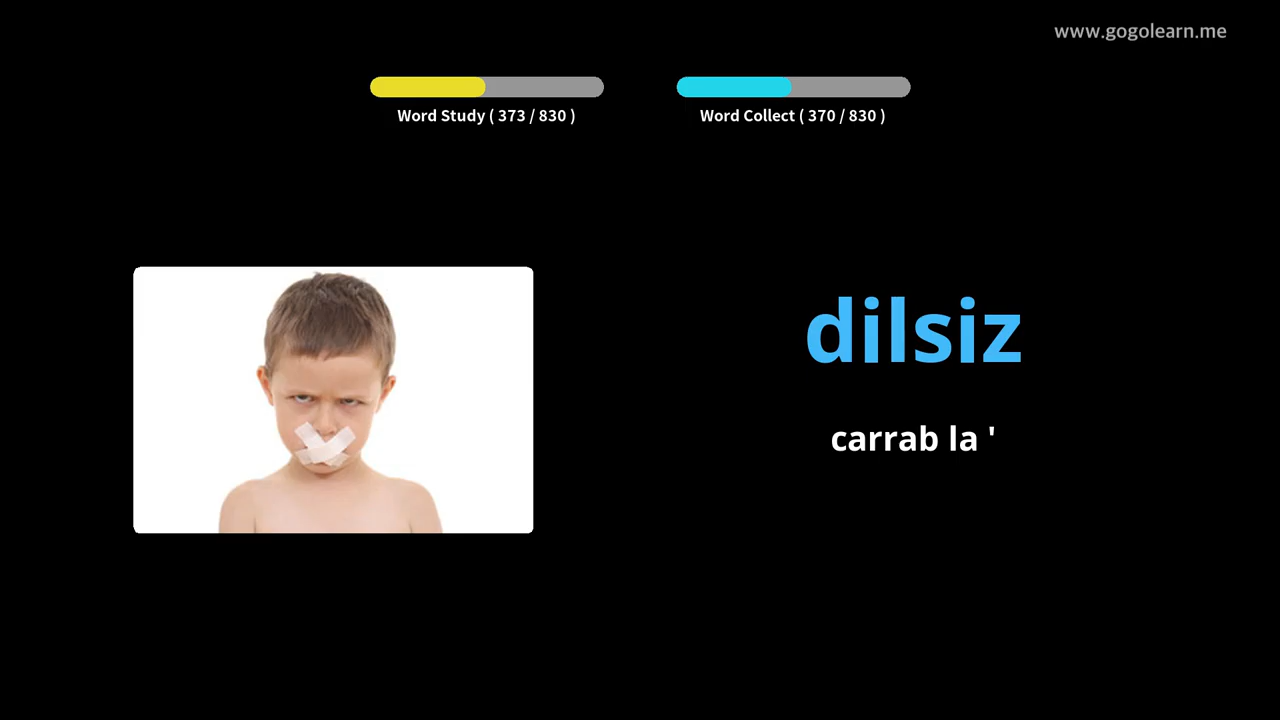 www.gogolearn.me
Word Study ( 373 / 830 )
Word Collect ( 370 / 830 )
dilsiz
carrab la '